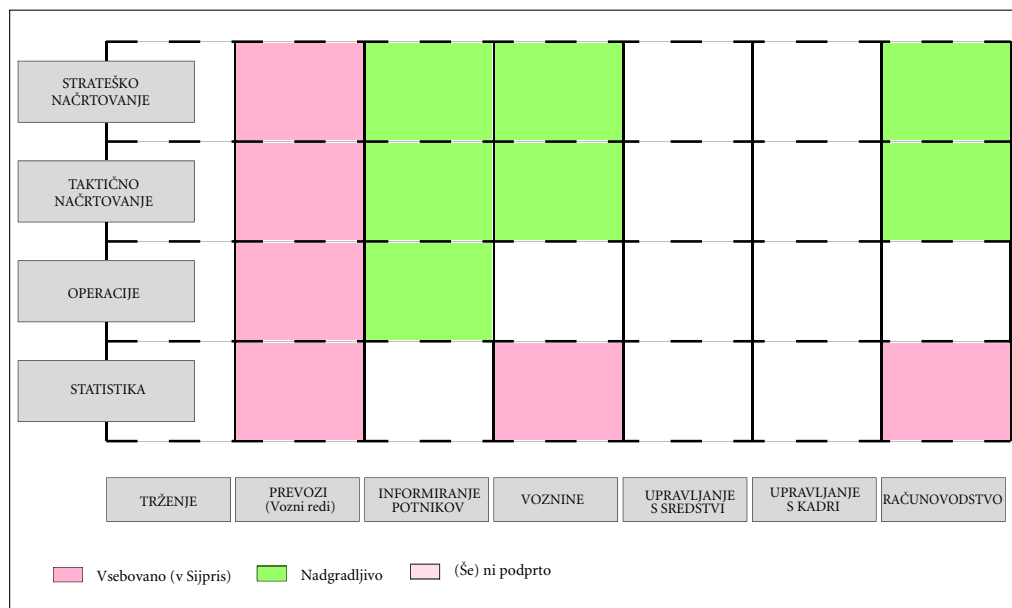 STRATEŠKO
NAČRTOVANJE
TAKTIČNO
NAČRTOVANJE
OPERACIJE
STATISTIKA
TRŽENJE
PREVOZI
(Vozni redi)
INFORMIRANJE
POTNIKOV
VOZNINE
UPRAVLJANJE
S SREDSTVI
UPRAVLJANJE
S KADRI
RAČUNOVODSTVO
Vsebovano (v Sijpris)
Nadgradljivo
(Še) ni podprto